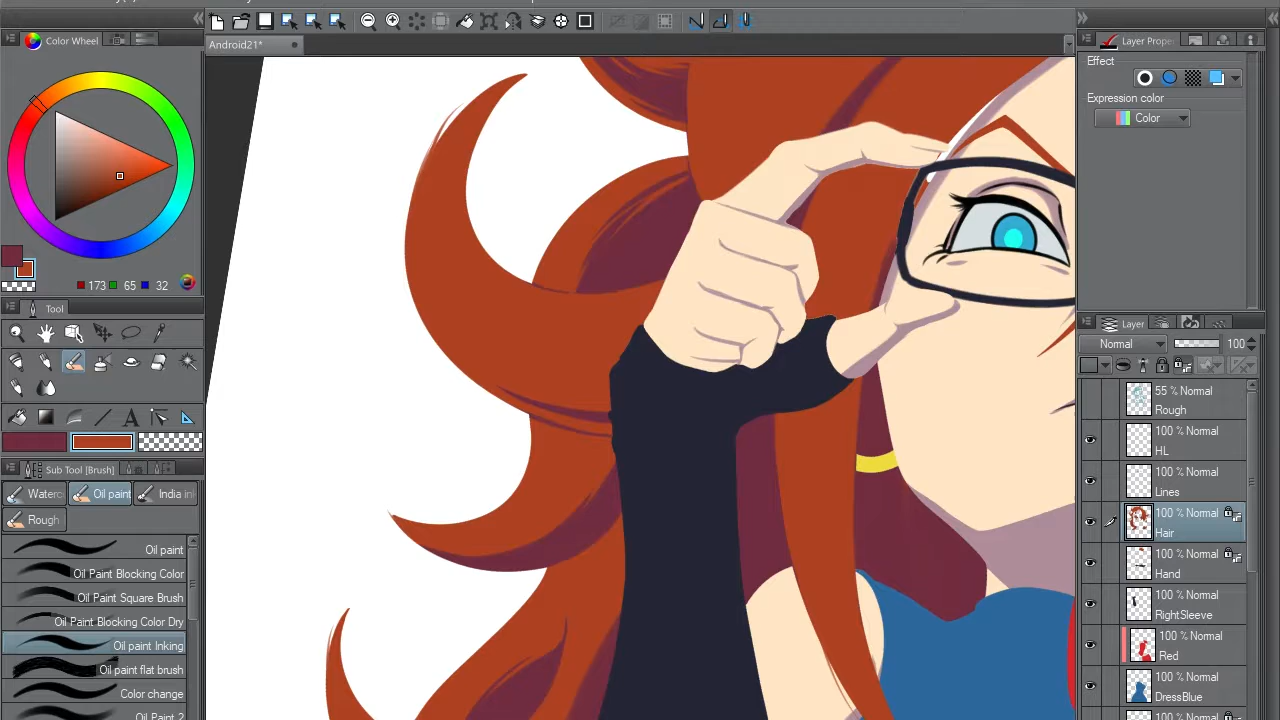 Android21*
Color Wheel
Layer Prope
Effect
Expression color
Color
173 65 32
Tool
Layer
Normal 100
55 % Normal
Rough
100 % Normal
HL
100 % Normal
Lines
100 % Normal
Hair
100 % Normal
Hand
100 % Normal
RightSleeve
100 % Normal
Red
100 % Normal
DressBlue
100 % Normal
A
Sub Tool [Brush]
Waterc Oil paint India in
Rough
Oil paint
Oil Paint Blocking Color
Oil Paint Square Brush
Oil Paint Blocking Color Dry
Oil paint Inking
Oil paint flat brush
Color change
Oil Paint 2